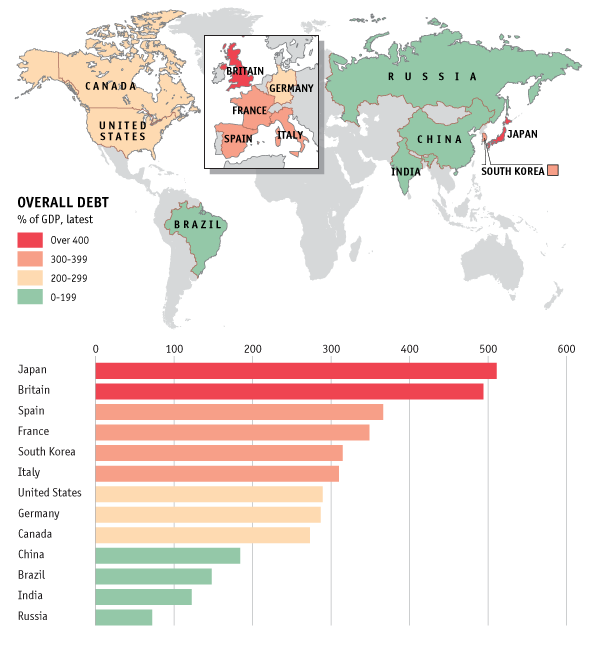 CANADA
UNITED
STATES
BRITAIN
GERMANY
FRANCE
SPAIN
ITALY
RUSSIA
CHINA
JAPAN
INDIA
SOUTH KOREA
BRAZIL
OVERALL DEBT
% of GDP, latest
Over 400
300-399
200-299
0-199
0 100 200 300 400 500 600
Japan
Britain
Spain
France
South Korea
Italy
United States
Germany
Canada
China
Brazil
India
Russia